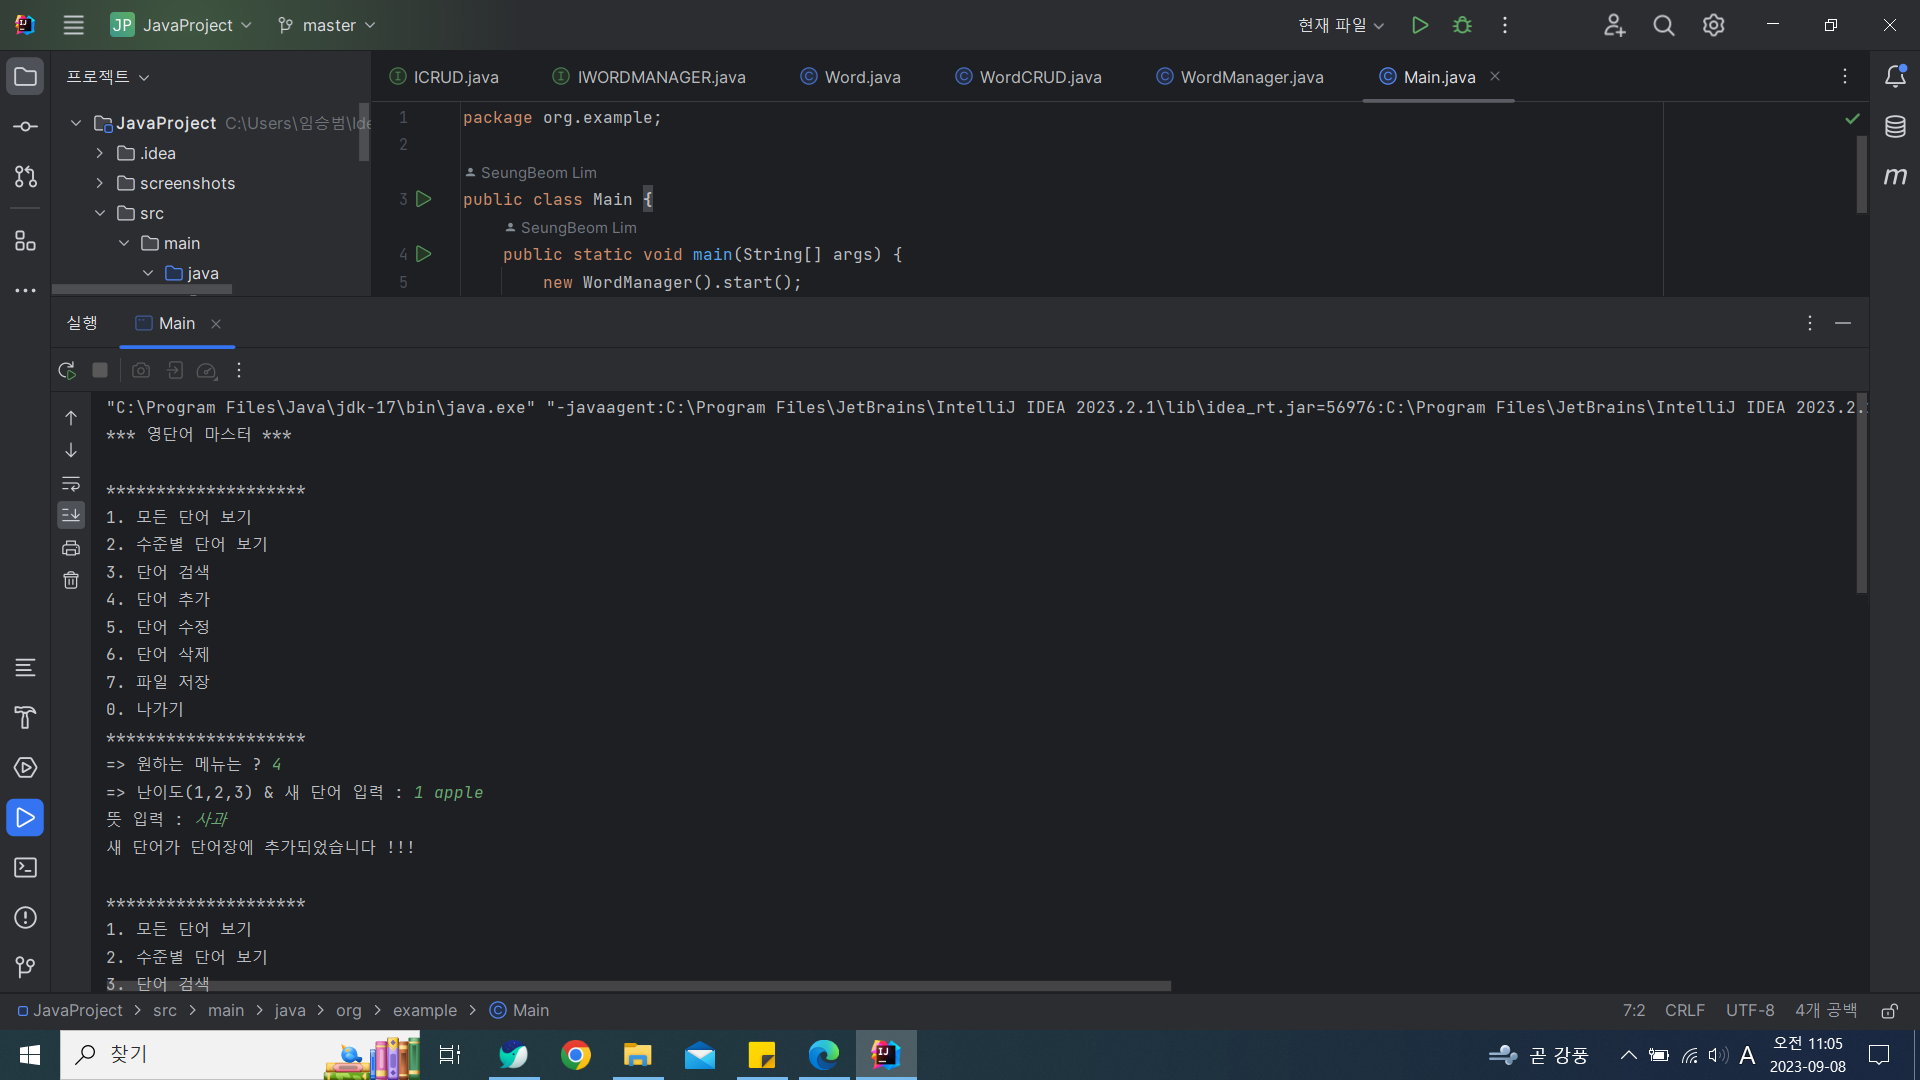 JP JavaProject master 현재 파일
프로젝트
JavaProject C:\Users\임승범\Ide
.idea
screenshots
src
main
java
ICRUD.java IWORDMANAGER.java Word.java WordCRUD.java WordManager.java Main.java
1 package org.example;
2
SeungBeom Lim
3 public class Main {
SeungBeom Lim
4 public static void main(String[] args) {
5 new WordManager().start();
실행 Main
"C:\Program Files\Java\jdk-17\bin\java.exe" "-javaagent:C:\Program Files\JetBrains\IntelliJ IDEA 2023.2.1\lib\idea_rt.jar=56976:C:\Program Files\JetBrains\IntelliJ IDEA 2023.2.
*** 영단어 마스터 ***
********************
1. 모든 단어 보기
2. 수준별 단어 보기
3. 단어 검색
4. 단어 추가
5. 단어 수정
6. 단어 삭제
7. 파일 저장
0. 나가기
********************
=> 원하는 메뉴는 ? 4
=> 난이도(1,2,3) & 새 단어 입력 : 1 apple
뜻 입력 : 사과
새 단어가 단어장에 추가되었습니다 !!!
********************
1. 모든 단어 보기
2. 수준별 단어 보기
3. 단어 검색
JavaProject > src > main > java > org > example > Main
7:2 CRLF UTF-8 4개 공백
찾기
곧 강풍
A
오전 11:05
2023-09-08